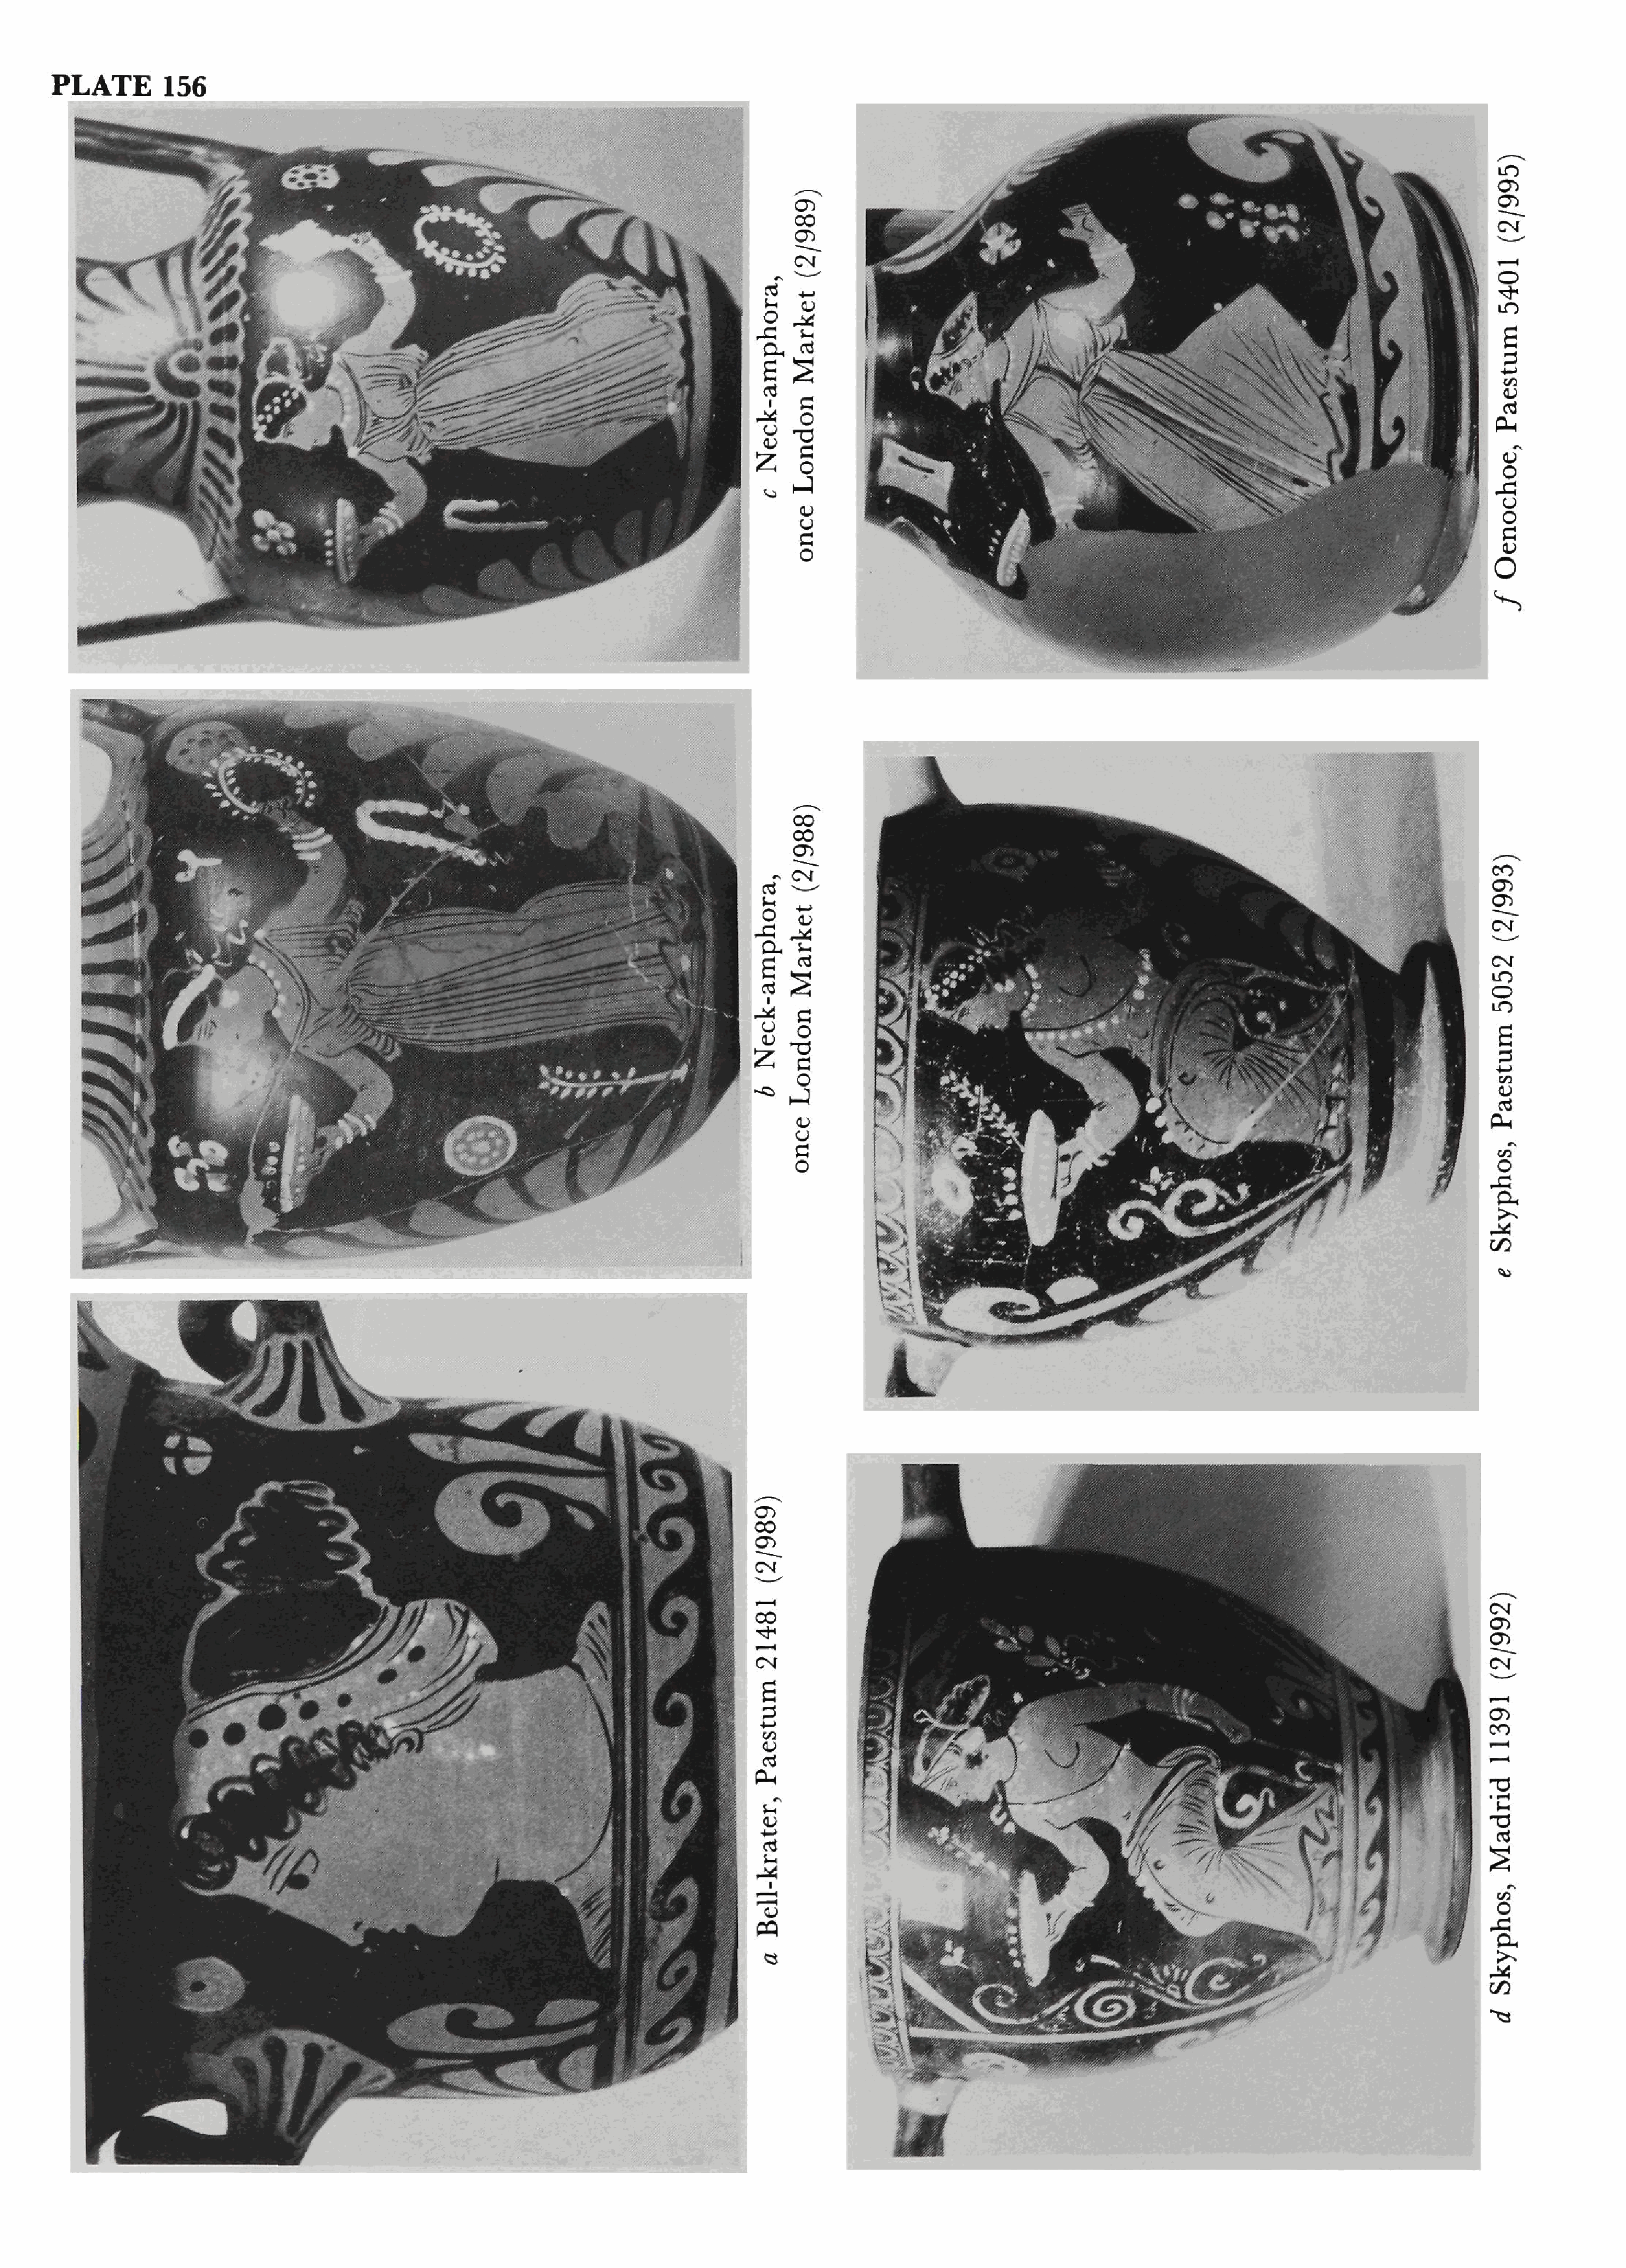 PLATE 156
a Bell-krater, Paestum 21481 (2/989)
b Neck-amphora,
once London Market (2/988)
c Neck-amphora,
once London Market (2/989)
d Skyphos, Madrid 11391 (2/992)
e Skyphos, Paestum 5052 (2/993)
f Oenochoe, Paestum 5401 (2/995)